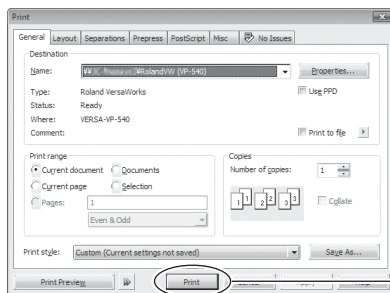 Print
General Layout Separations Prepress PostScript Misc No Issues
Destination
Name: ¥RolandVW (VP-540) Properties...
Type: Roland VersaWorks Use PPD
Status: Ready
Where: VERSA-VP-540
Comment: Print to file
Print range Copies
Current document Documents Number of copies: 1
Current page Selection
Pages: 1 1 1 2 2 3 3 Collate
Even & Odd
Print style: Custom (Current settings not saved) Save As...
Print Preview Print